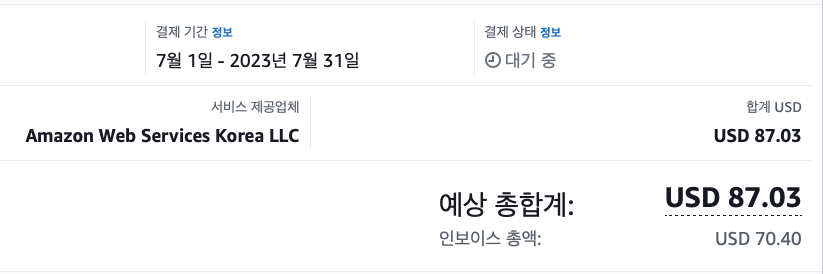 결제 기간 정보
7월 1일 - 2023년 7월 31일
결제 상태 정보
대기 중
서비스 제공업체
Amazon Web Services Korea LLC
합계 USD
USD 87.03
예상 총합계: USD 87.03
인보이스 총액: USD 70.40